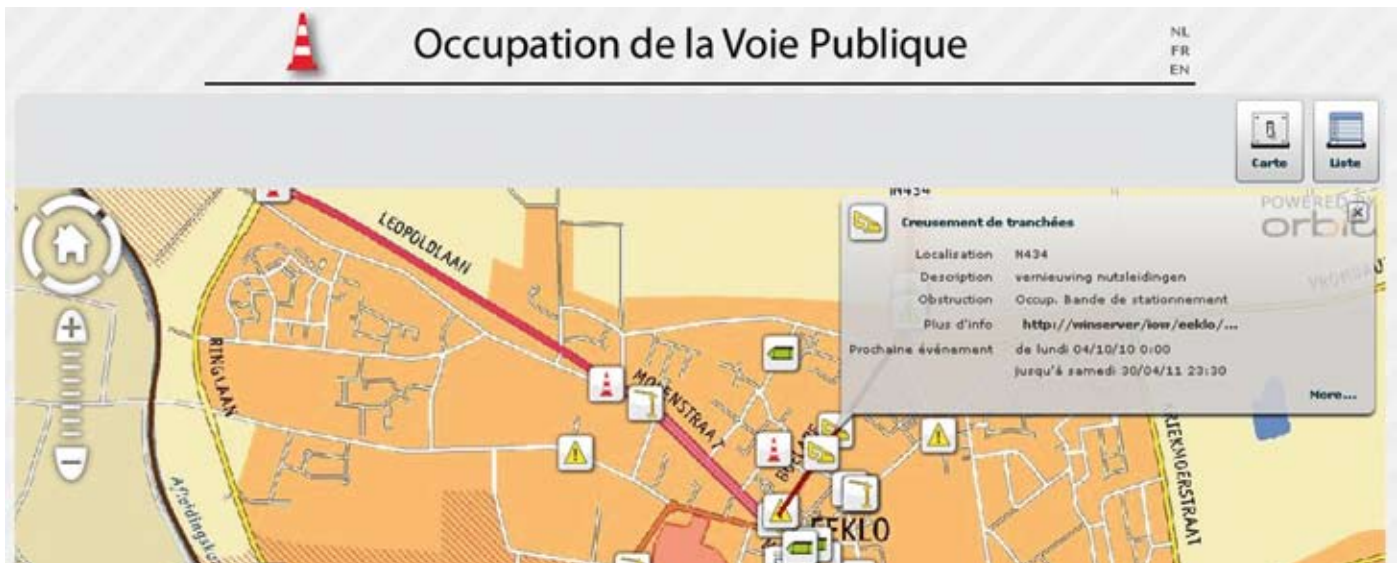 Occupation de la Voie Publique
NL
FR
EN
Carte
Liste
N434
POWERED BY
orbit
Creusement de tranchées
Localisation N434
Description vernieuwing nutsleidingen
Obstruction Occup. Bande de stationnement
Plus d'info http://winserver/iow/eeklo/...
Prochaine événement de lundi 04/10/10 0:00
jusqu'à samedi 30/04/11 23:30
More...
LEOPOLDLAAN
RINGLAAN
MOLENSTRAAT
EEKLO